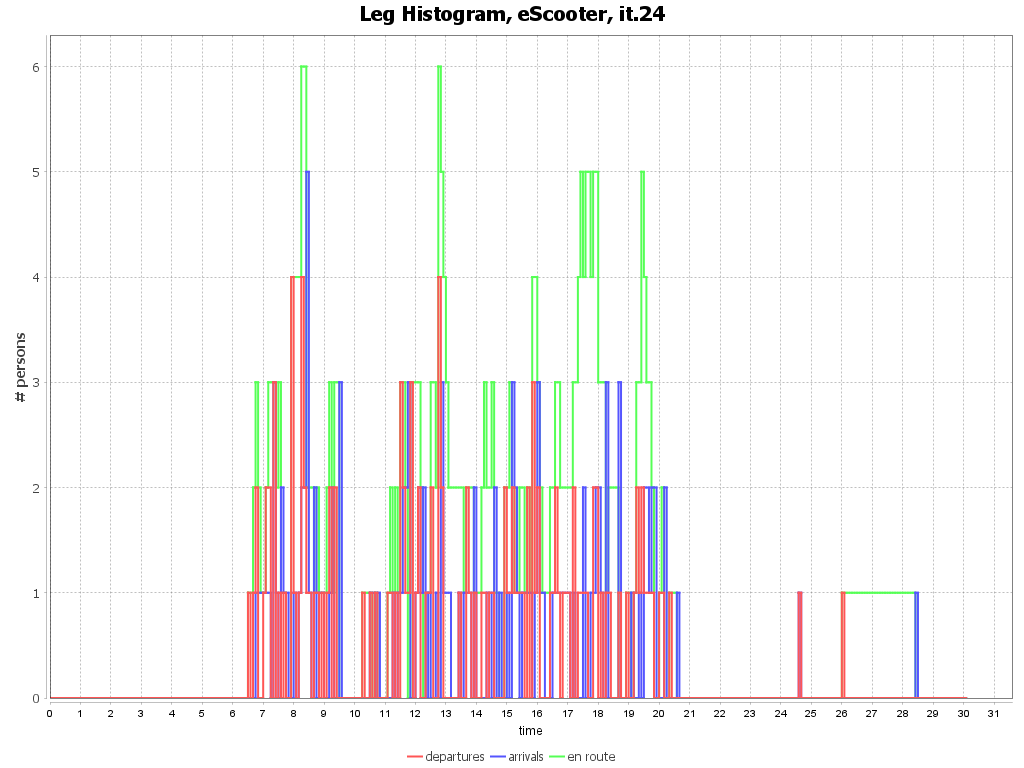 Leg Histogram, eScooter, it.24
# persons
6
5
4
3
2
1
0
0 1 2 3 4 5 6 7 8 9 10 11 12 13 14 15 16 17 18 19 20 21 22 23 24 25 26 27 28 29 30 31
time
departures arrivals en route